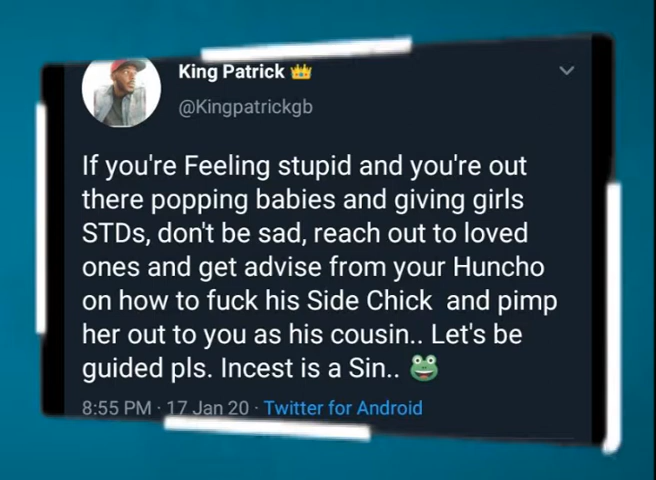 King Patrick 👑
@Kingpatrickgb
If you're Feeling stupid and you're out
there popping babies and giving girls
STDs, don't be sad, reach out to loved
ones and get advise from your Huncho
on how to fuck his Side Chick  and pimp
her out to you as his cousin.. Let's be
guided pls. Incest is a Sin.. 🐸
8:55 PM · 17 Jan 20 · Twitter for Android